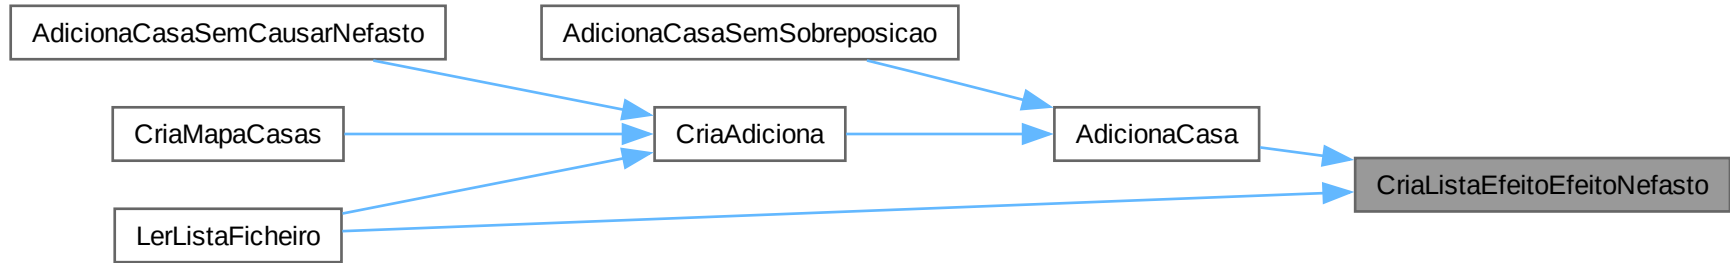 AdicionaCasaSemCausarNefasto
AdicionaCasaSemSobreposicao
CriaMapaCasas
CriaAdiciona
AdicionaCasa
CriaListaEfeitoEfeitoNefasto
LerListaFicheiro